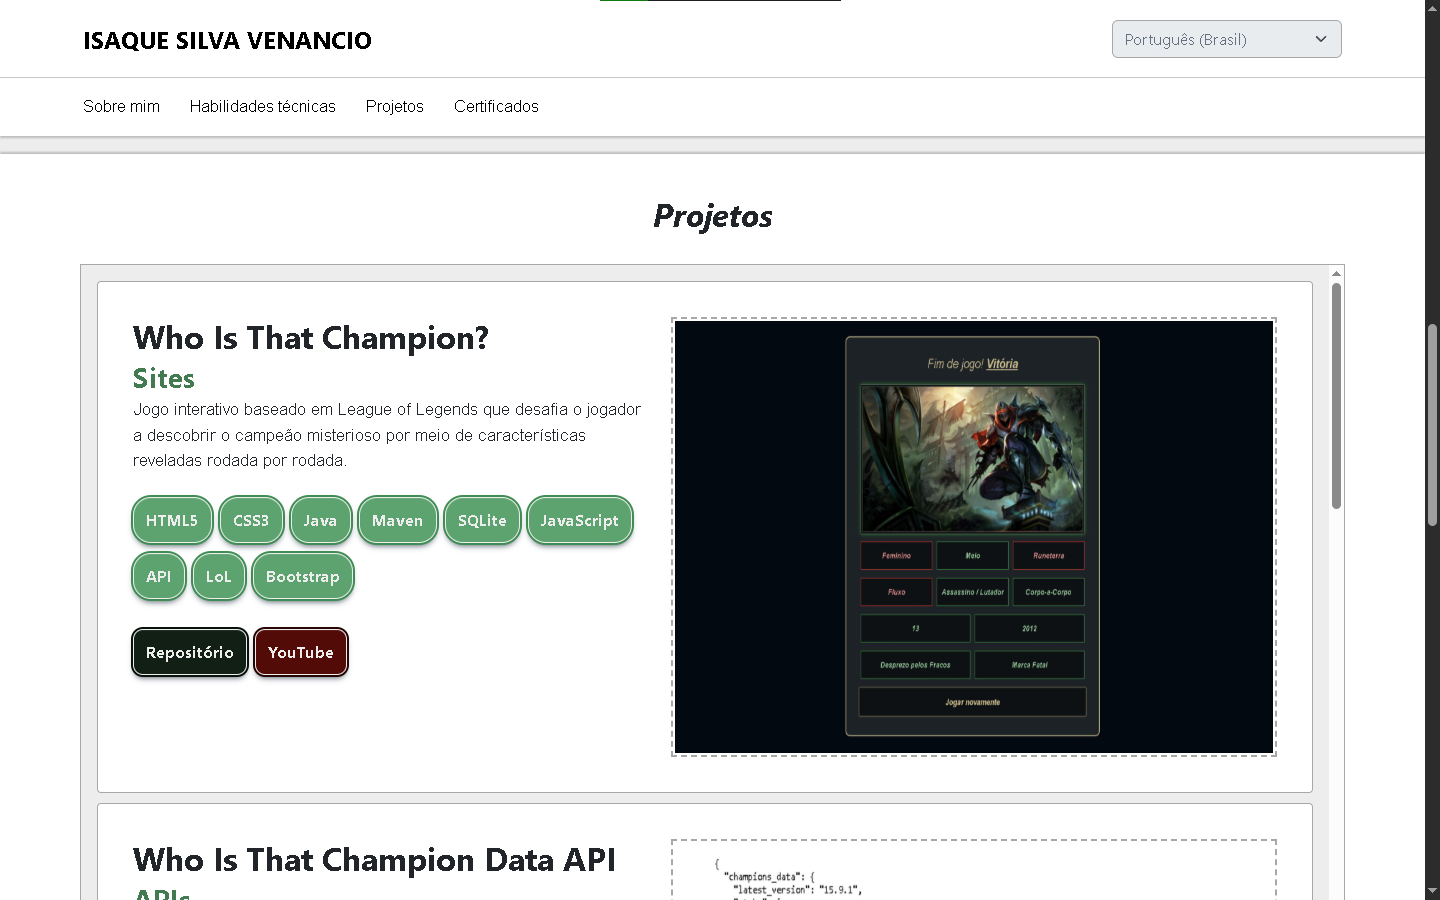 ISAQUE SILVA VENANCIO
Português (Brasil)
Sobre mim Habilidades técnicas Projetos Certificados
Projetos
Who Is That Champion?
Sites
Jogo interativo baseado em League of Legends que desafia o jogador
a descobrir o campeão misterioso por meio de características
reveladas rodada por rodada.
HTML5 CSS3 Java Maven SQLite JavaScript
API LoL Bootstrap
Repositório YouTube
Fim de jogo! Vitória
Feminino Meio Runeterra
Fluxo Assassino / Lutador Corpo-a-Corpo
13 2012
Desprezo pelos Fracos Marca Fatal
Jogar novamente
Who Is That Champion Data API
APIs
{
"champions_data": {
"latest_version": "15.9.1",